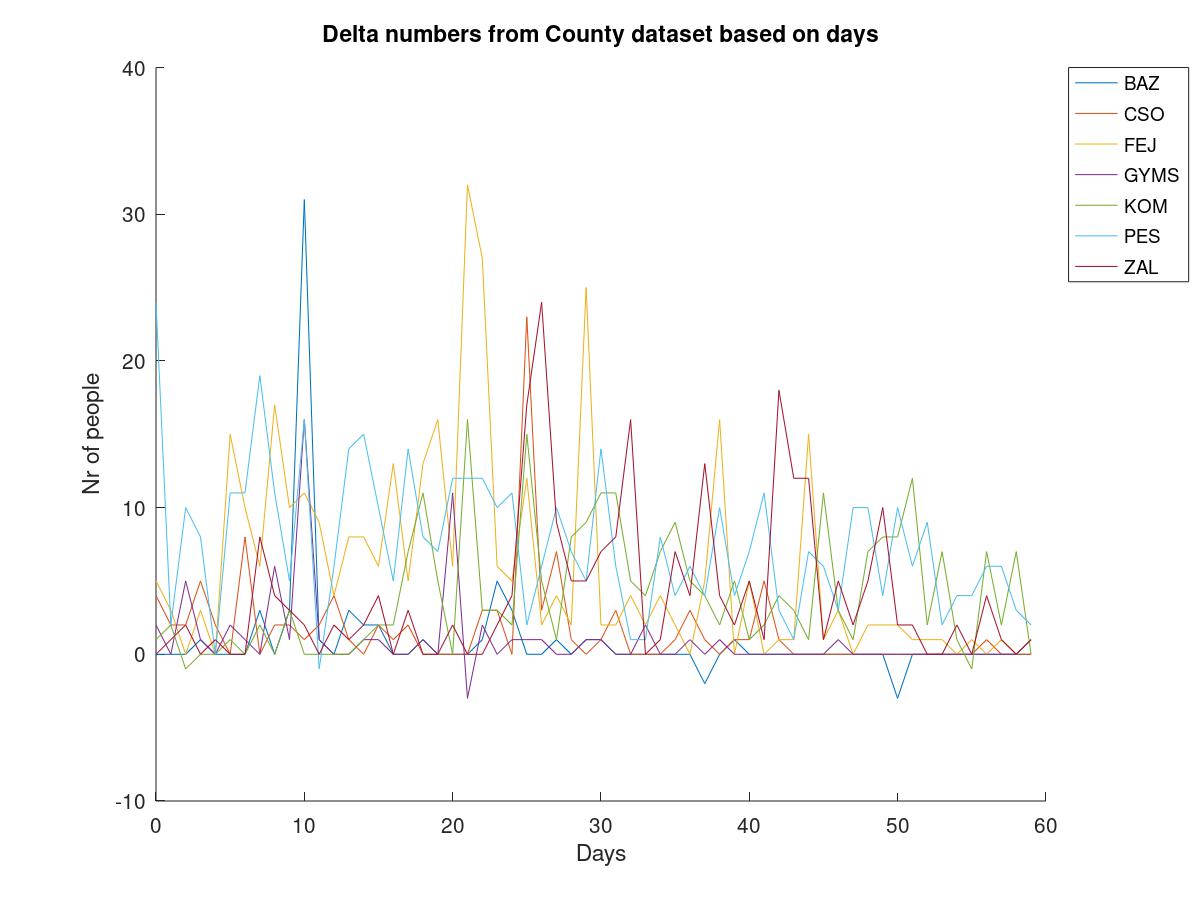 Delta numbers from County dataset based on days
40
30
20
10
0
-10
Nr of people
0 10 20 30 40 50 60
Days
BAZ
CSO
FEJ
GYMS
KOM
PES
ZAL